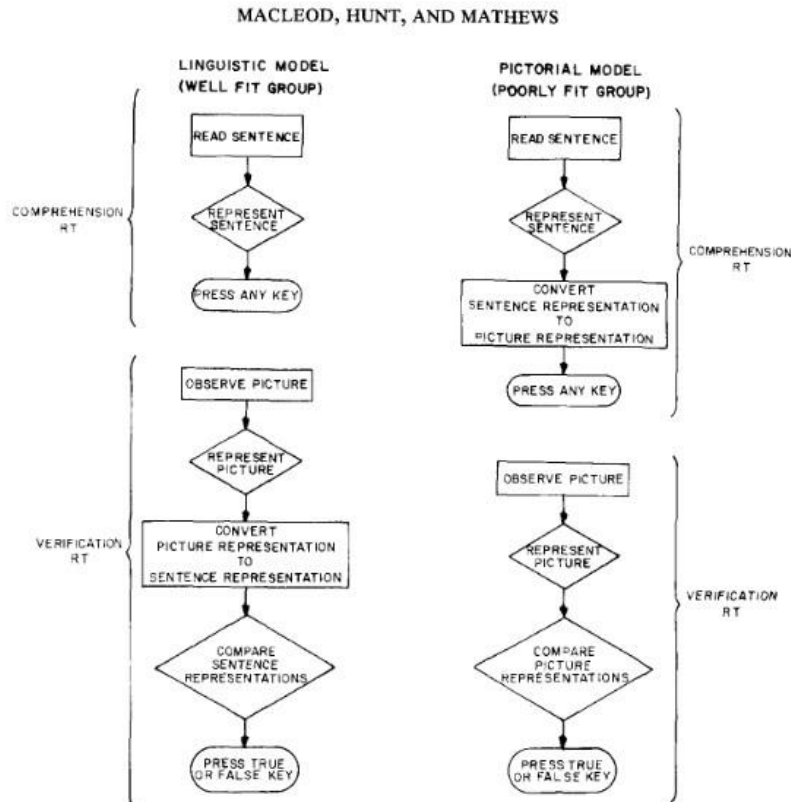 MACLEOD, HUNT, AND MATHEWS
LINGUISTIC MODEL
(WELL FIT GROUP)
READ SENTENCE
REPRESENT
SENTENCE
PRESS ANY KEY
COMPREHENSION
RT
OBSERVE PICTURE
REPRESENT
PICTURE
CONVERT
PICTURE REPRESENTATION
TO
SENTENCE REPRESENTATION
COMPARE
SENTENCE
REPRESENTATIONS
PRESS TRUE
OR FALSE KEY
VERIFICATION
RT
PICTORIAL MODEL
(POORLY FIT GROUP)
READ SENTENCE
REPRESENT
SENTENCE
CONVERT
SENTENCE REPRESENTATION
TO
PICTURE REPRESENTATION
PRESS ANY KEY
COMPREHENSION
RT
OBSERVE PICTURE
REPRESENT
PICTURE
COMPARE
PICTURE
REPRESENTATIONS
PRESS TRUE
OR FALSE KEY
VERIFICATION
RT